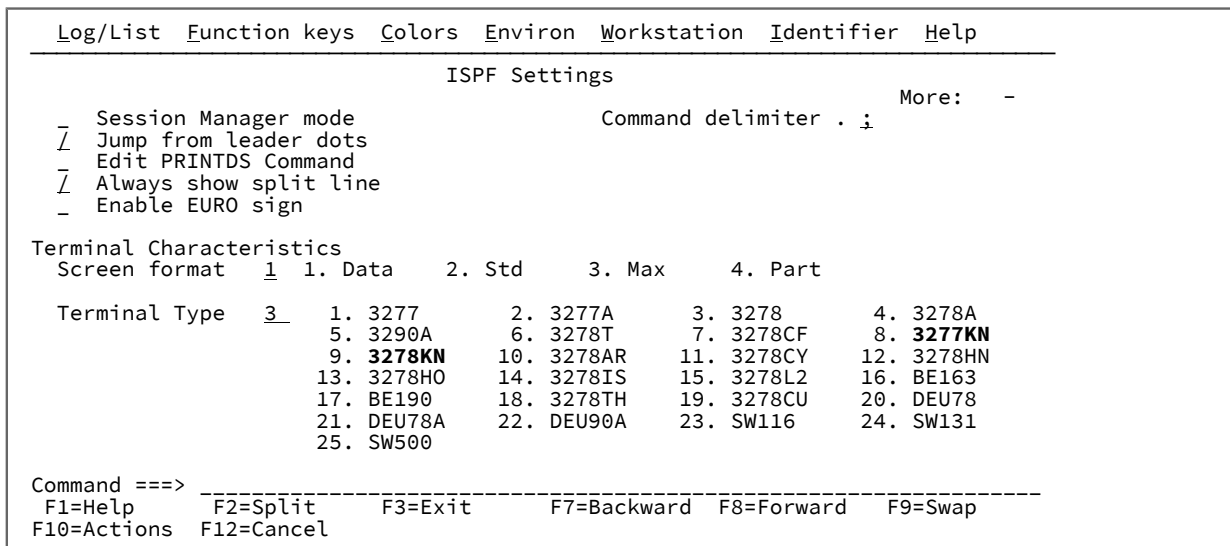 Log/List  Function keys  Colors  Environ  Workstation  Identifier  Help
ISPF Settings
More:   -
_  Session Manager mode                   Command delimiter . ;
/  Jump from leader dots
_  Edit PRINTDS Command
/  Always show split line
_  Enable EURO sign
Terminal Characteristics
Screen format   1  1. Data    2. Std     3. Max     4. Part
Terminal Type   3     1. 3277       2. 3277A      3. 3278       4. 3278A
5. 3290A      6. 3278T      7. 3278CF     8. 3277KN
9. 3278KN    10. 3278AR    11. 3278CY    12. 3278HN
13. 3278HO    14. 3278IS    15. 3278L2    16. BE163
17. BE190     18. 3278TH    19. 3278CU    20. DEU78
21. DEU78A    22. DEU90A    23. SW116     24. SW131
25. SW500
Command ===> __________________________________________________________________
F1=Help      F2=Split     F3=Exit      F7=Backward  F8=Forward   F9=Swap
F10=Actions  F12=Cancel